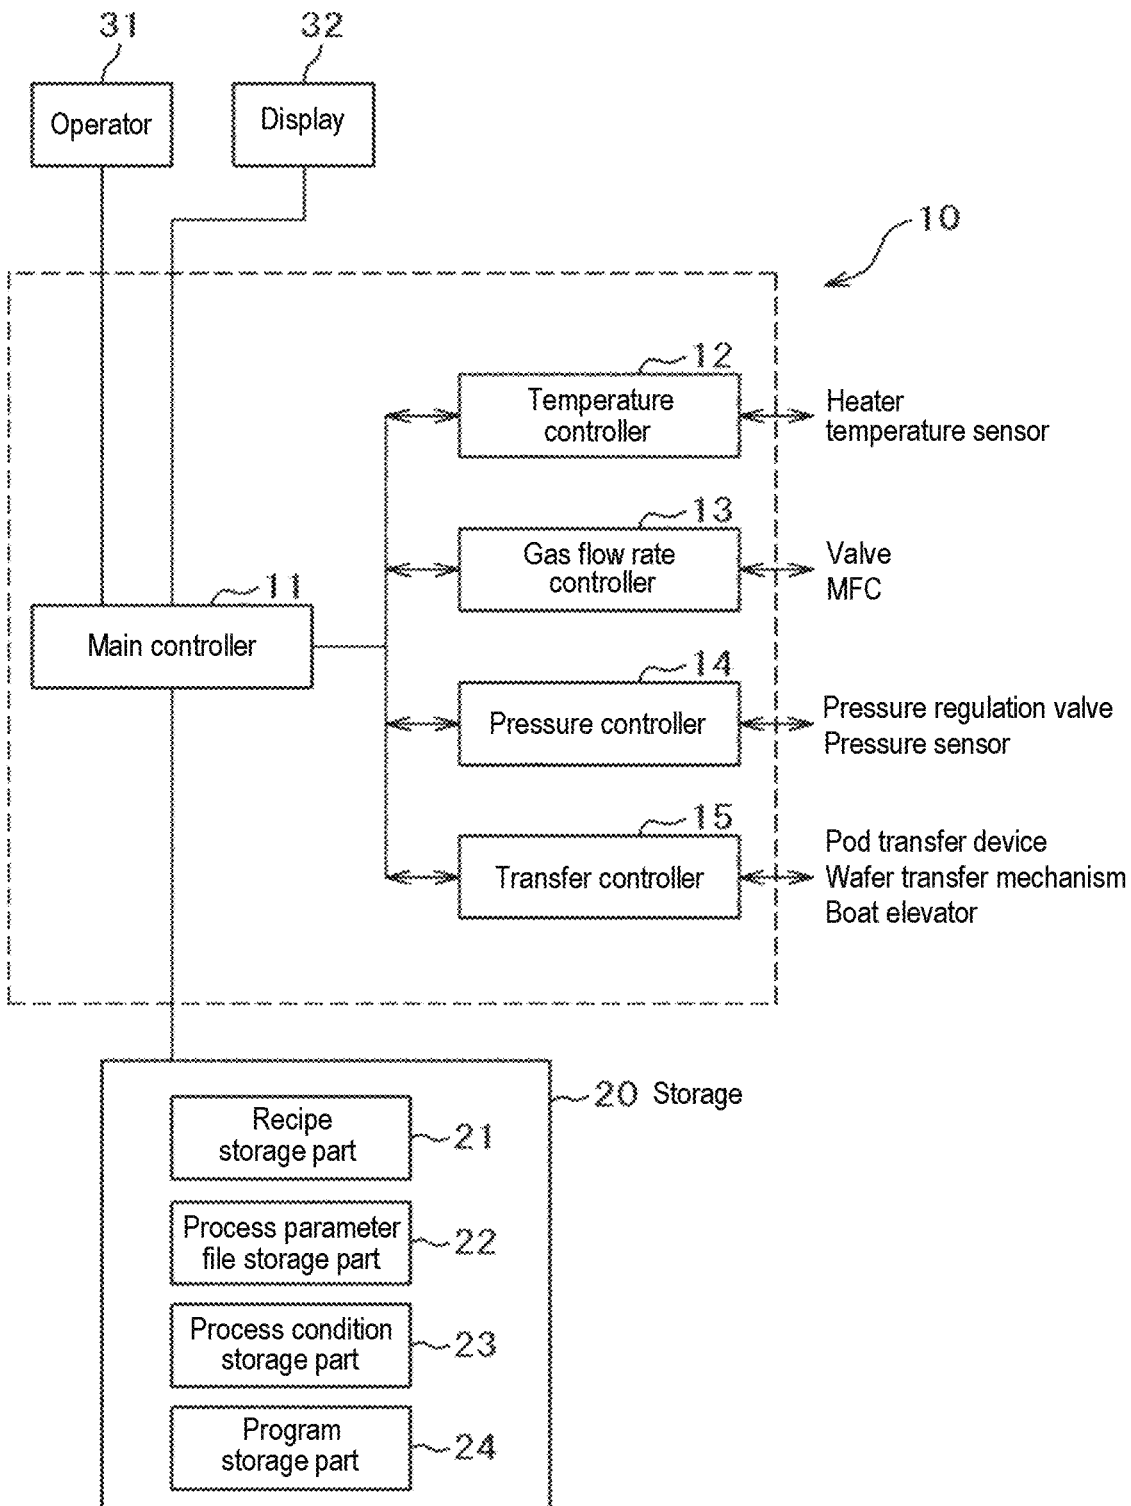 31
32
Operator
Display
10
12
Temperature
controller
Heater
temperature sensor
13
Gas flow rate
controller
Valve
MFC
11
Main controller
14
Pressure controller
Pressure regulation valve
Pressure sensor
15
Transfer controller
Pod transfer device
Wafer transfer mechanism
Boat elevator
20 Storage
Recipe
storage part
21
Process parameter
file storage part
22
Process condition
storage part
23
Program
storage part
24